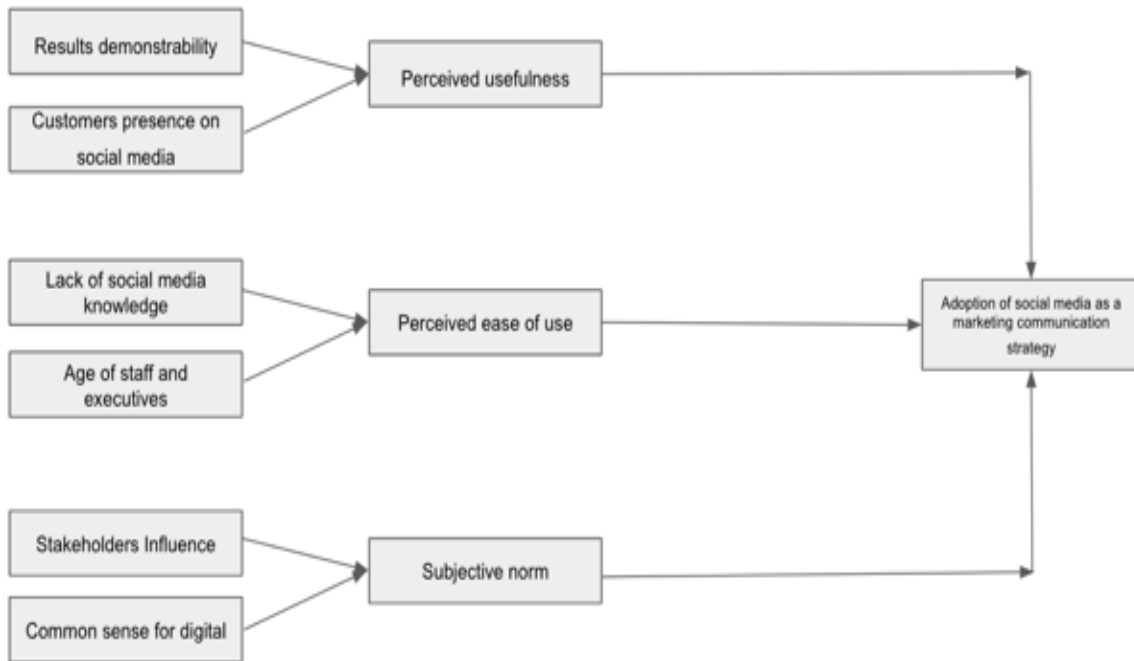 Results demonstrability
Perceived usefulness
Customers presence on
social media
Lack of social media
knowledge
Perceived ease of use
Age of staff and
executives
Adoption of social media as a
marketing communication
strategy
Stakeholders Influence
Subjective norm
Common sense for digital